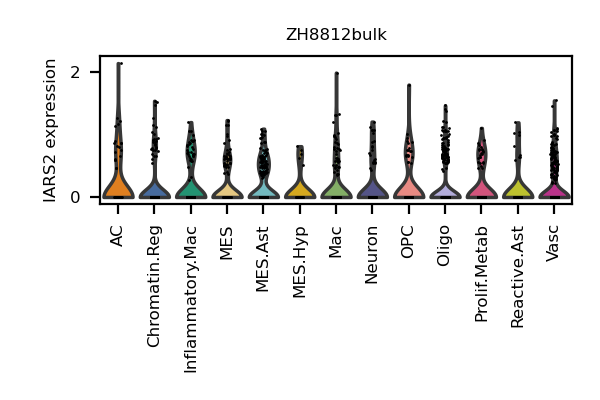 ZH8812bulk
IARS2 expression
2
0
AC
Chromatin.Reg
Inflammatory.Mac
MES
MES.Ast
MES.Hyp
Mac
Neuron
OPC
Oligo
Prolif.Metab
Reactive.Ast
Vasc